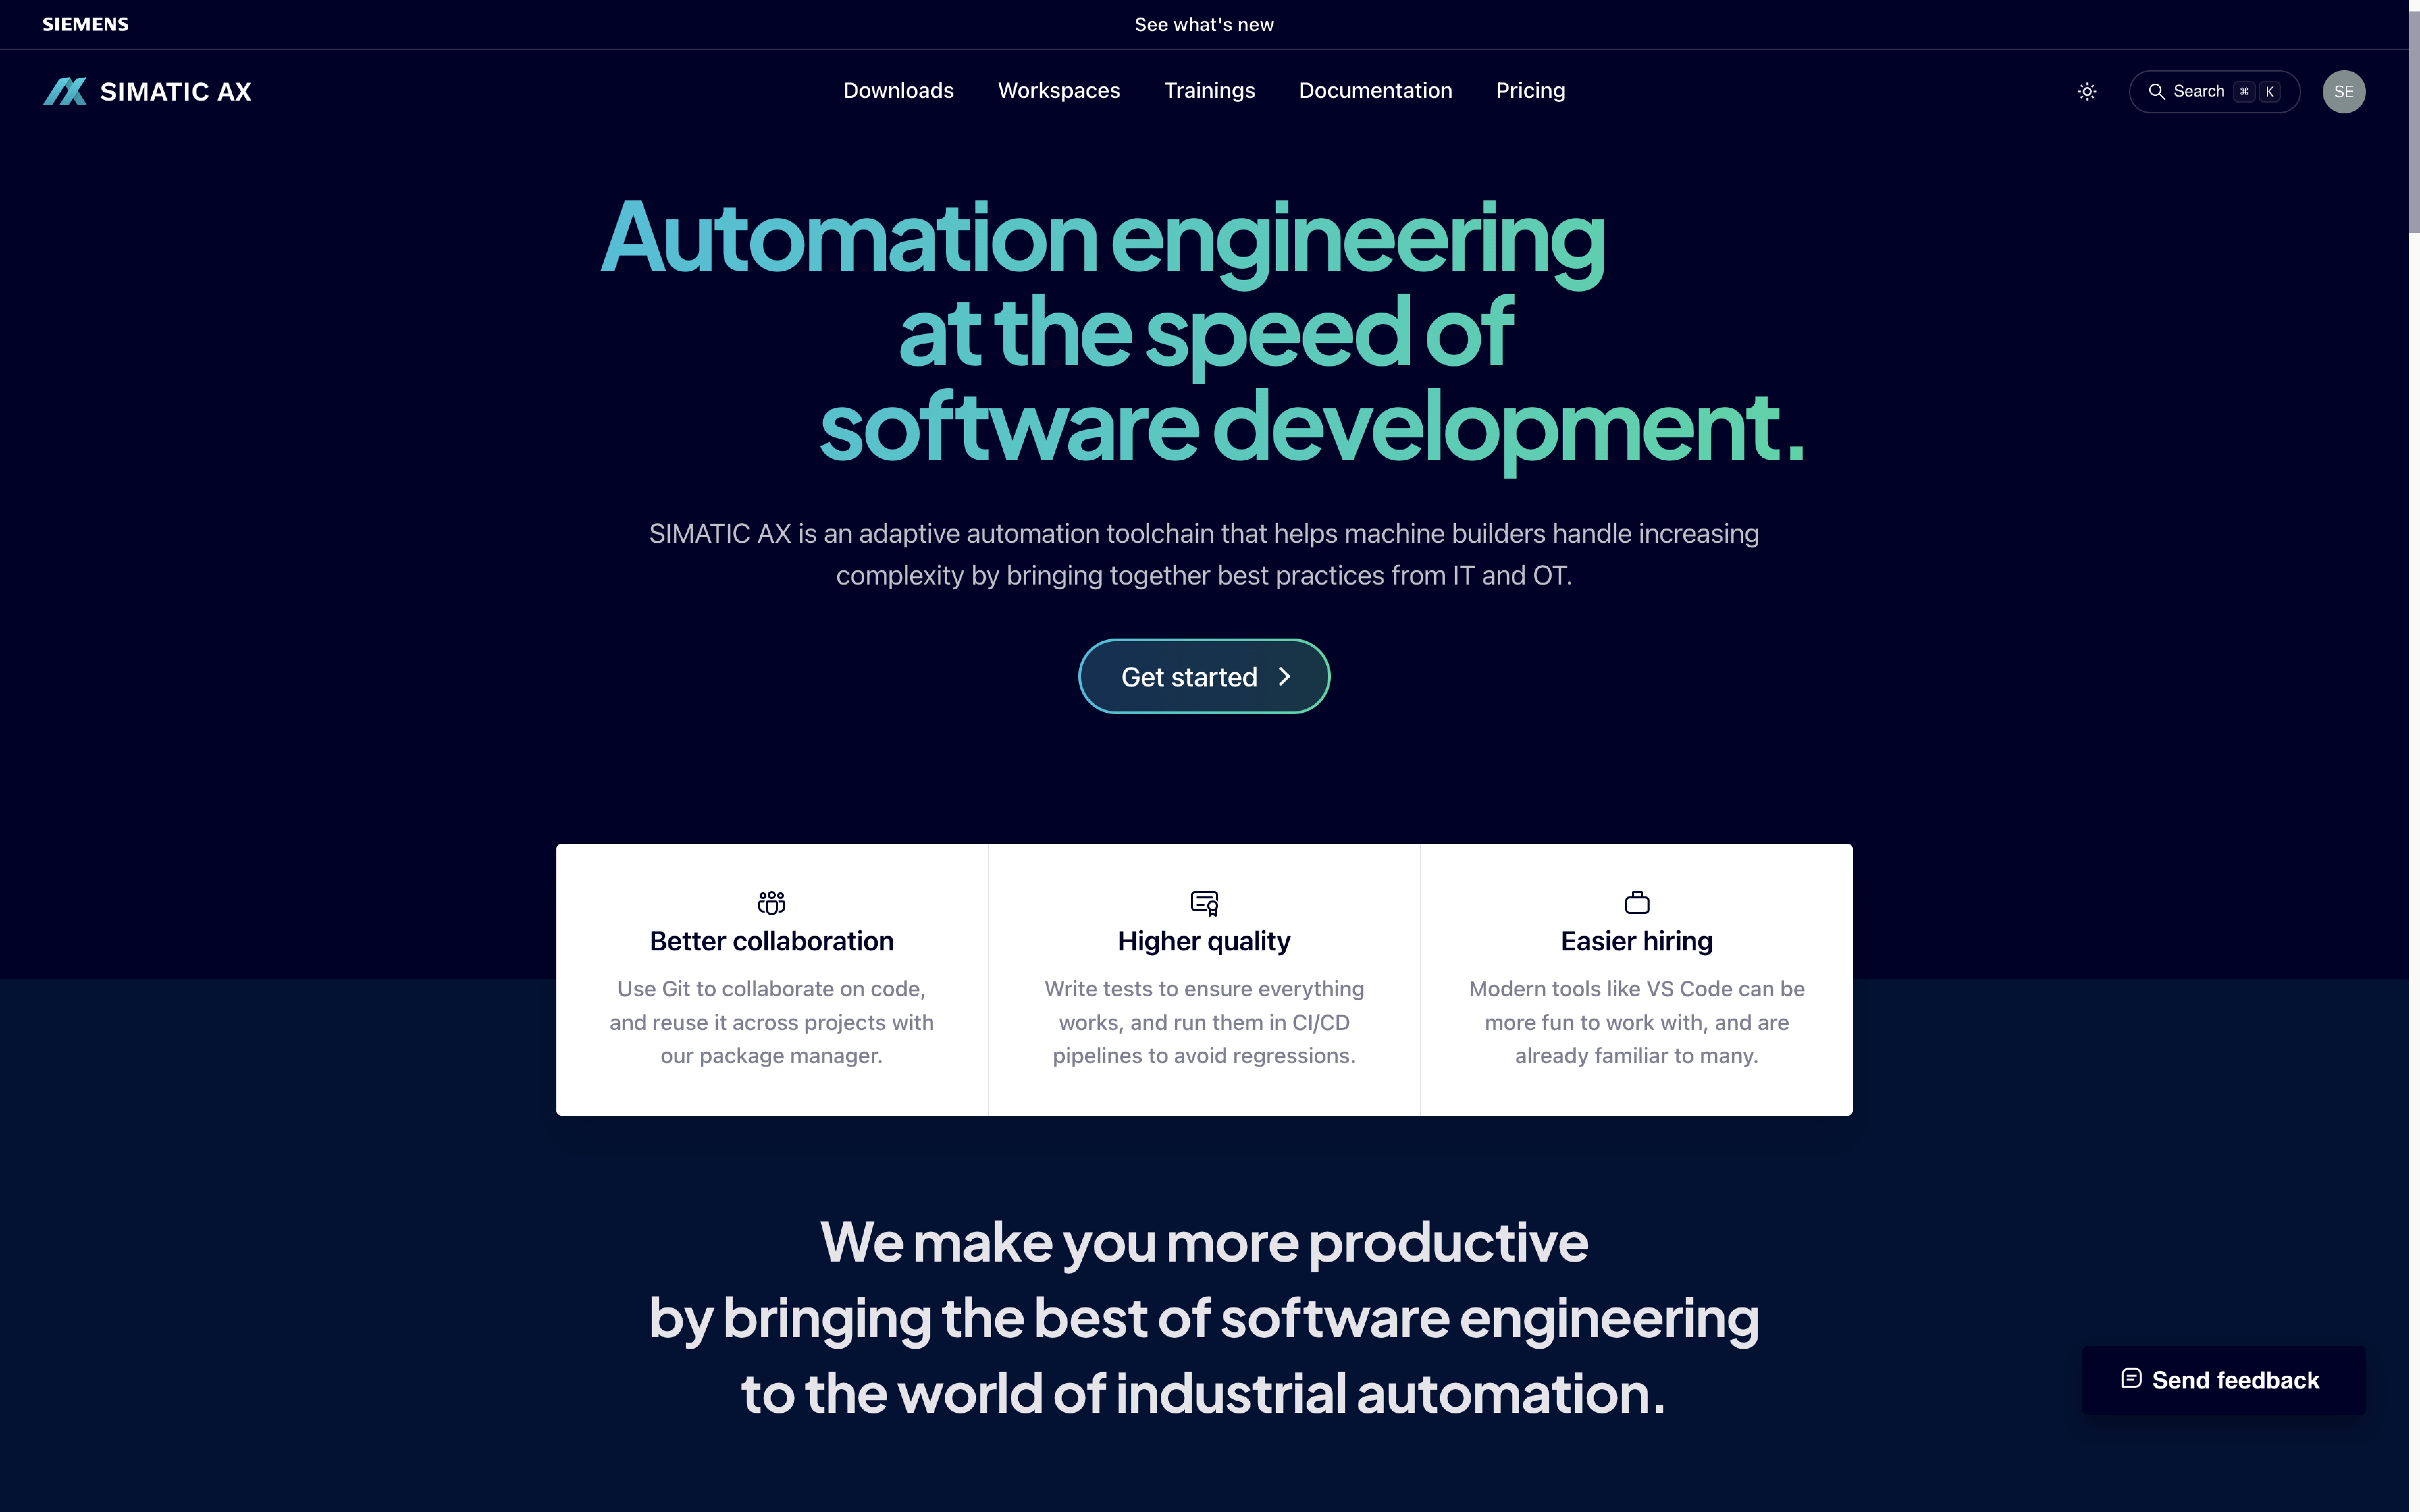 SIEMENS
See what's new
SIMATIC AX
Downloads
Workspaces
Trainings
Documentation
Pricing
Search ⌘ K
SE
Automation engineering
at the speed of
software development.
SIMATIC AX is an adaptive automation toolchain that helps machine builders handle increasing
complexity by bringing together best practices from IT and OT.
Get started
Better collaboration
Use Git to collaborate on code,
and reuse it across projects with
our package manager.
Higher quality
Write tests to ensure everything
works, and run them in CI/CD
pipelines to avoid regressions.
Easier hiring
Modern tools like VS Code can be
more fun to work with, and are
already familiar to many.
We make you more productive
by bringing the best of software engineering
to the world of industrial automation.
Send feedback